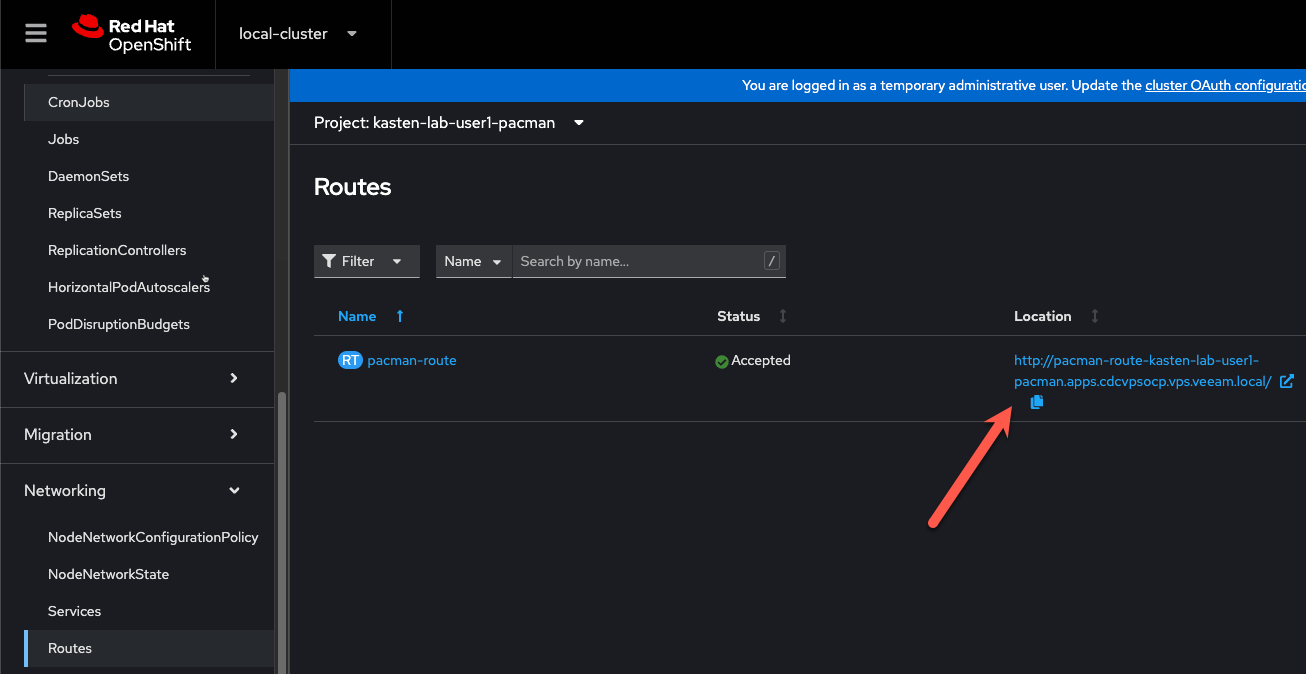 Red Hat
OpenShift
local-cluster
CronJobs
Jobs
DaemonSets
ReplicaSets
ReplicationControllers
HorizontalPodAutoscalers
PodDisruptionBudgets
Virtualization
Migration
Networking
NodeNetworkConfigurationPolicy
NodeNetworkState
Services
Routes
You are logged in as a temporary administrative user. Update the cluster OAuth configuratio
Project: kasten-lab-user1-pacman
Routes
Filter
Name
Search by name...
/
Name
Status
Location
RT pacman-route
Accepted
http://pacman-route-kasten-lab-user1-
pacman.apps.cdcvpsocp.vps.veeam.local/